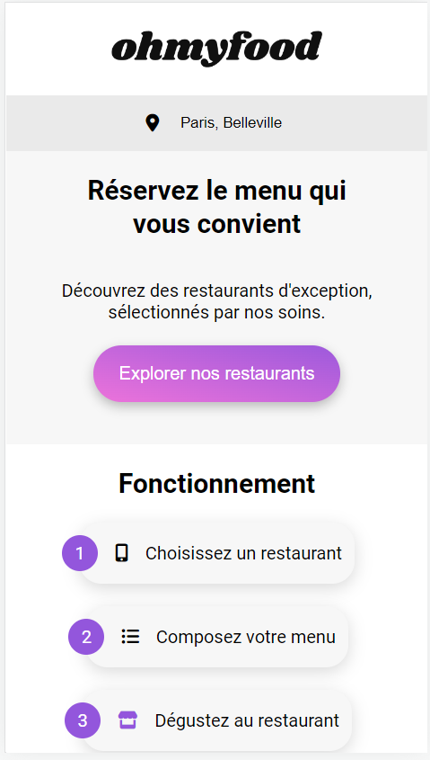 ohmyfood
Paris, Belleville
Réservez le menu qui
vous convient
Découvrez des restaurants d'exception,
sélectionnés par nos soins.
Explorer nos restaurants
Fonctionnement
1 Choisissez un restaurant
2 Composez votre menu
3 Dégustez au restaurant